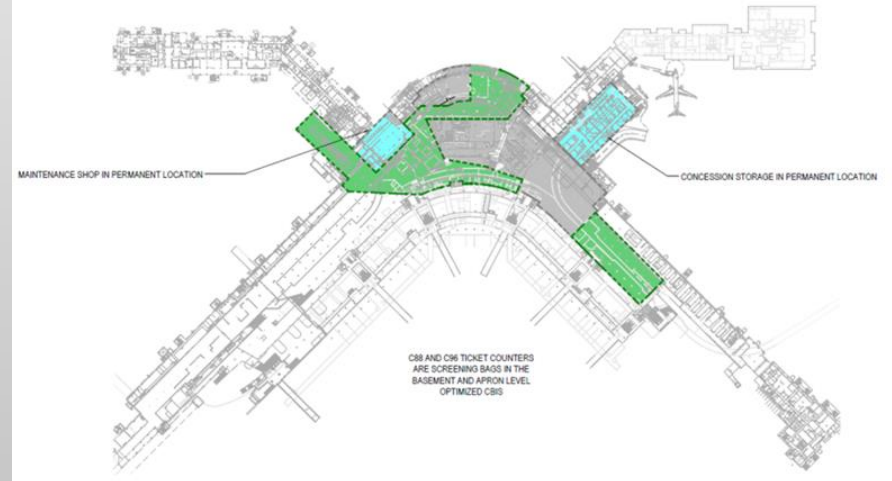 MAINTENANCE SHOP IN PERMANENT LOCATION
CONCESSION STORAGE IN PERMANENT LOCATION
C88 AND C96 TICKET COUNTERS
ARE SCREENING BAGS IN THE
BASEMENT AND APRON LEVEL
OPTIMIZED CBIS